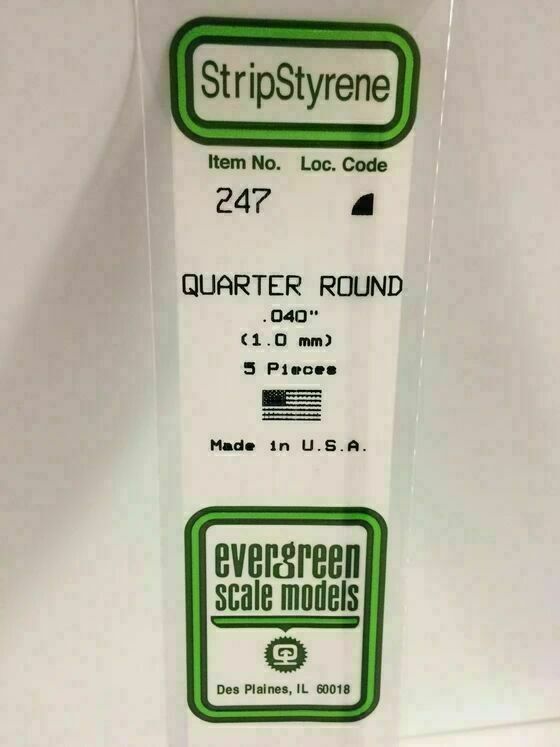 StripStyrene
Item No. Loc. Code
247
QUARTER ROUND
.040"
(1.0 mm)
5 Pieces
Made in U.S.A.
evergreen
scale models
Des Plaines, IL 60018